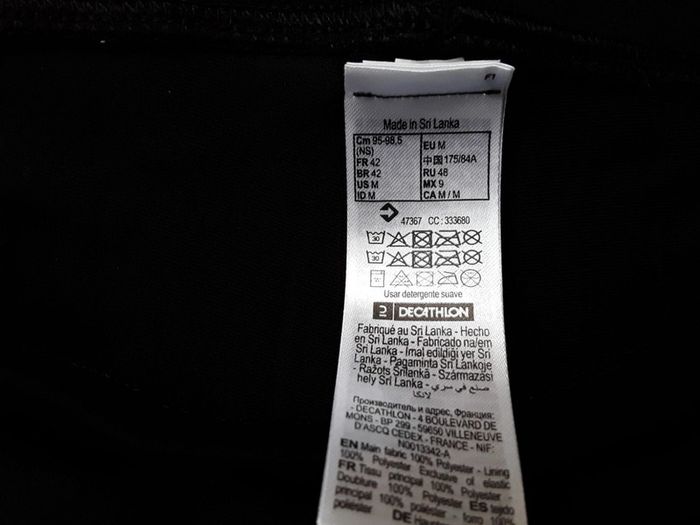 Made in Sri Lanka
Cm 95-98,5 (NS)
FR 42
BR 42
US M
ID M
EU M
中国 175/84A
RU 48
MX 9
CA M / M
47367 CC : 333680
30
30
Usar detergente suave
DECATHLON
Fabriqué au Sri Lanka - Hecho
en Sri Lanka - Fabricado na/em
Sri Lanka - İmal edildiği yer Sri
Lanka - Pagaminta Šri Lankoje
- Ražots Šrilankā - Származási
hely Srí Lanka - صنع في سري
لانكا
Производитель и адрес, Франция:
- DECATHLON - 4 BOULEVARD DE
MONS - BP 299 - 59650 VILLENEUVE
D'ASCQ CEDEX - FRANCE - NIF:
N0013342-A
EN Main fabric 100% Polyester - Lining
100% Polyester Exclusive of elastic
FR Tissu principal 100% polyester -
Doublure 100% polyester ES tejido
principal 100% poliéster - forro 100%
poliéster
DE